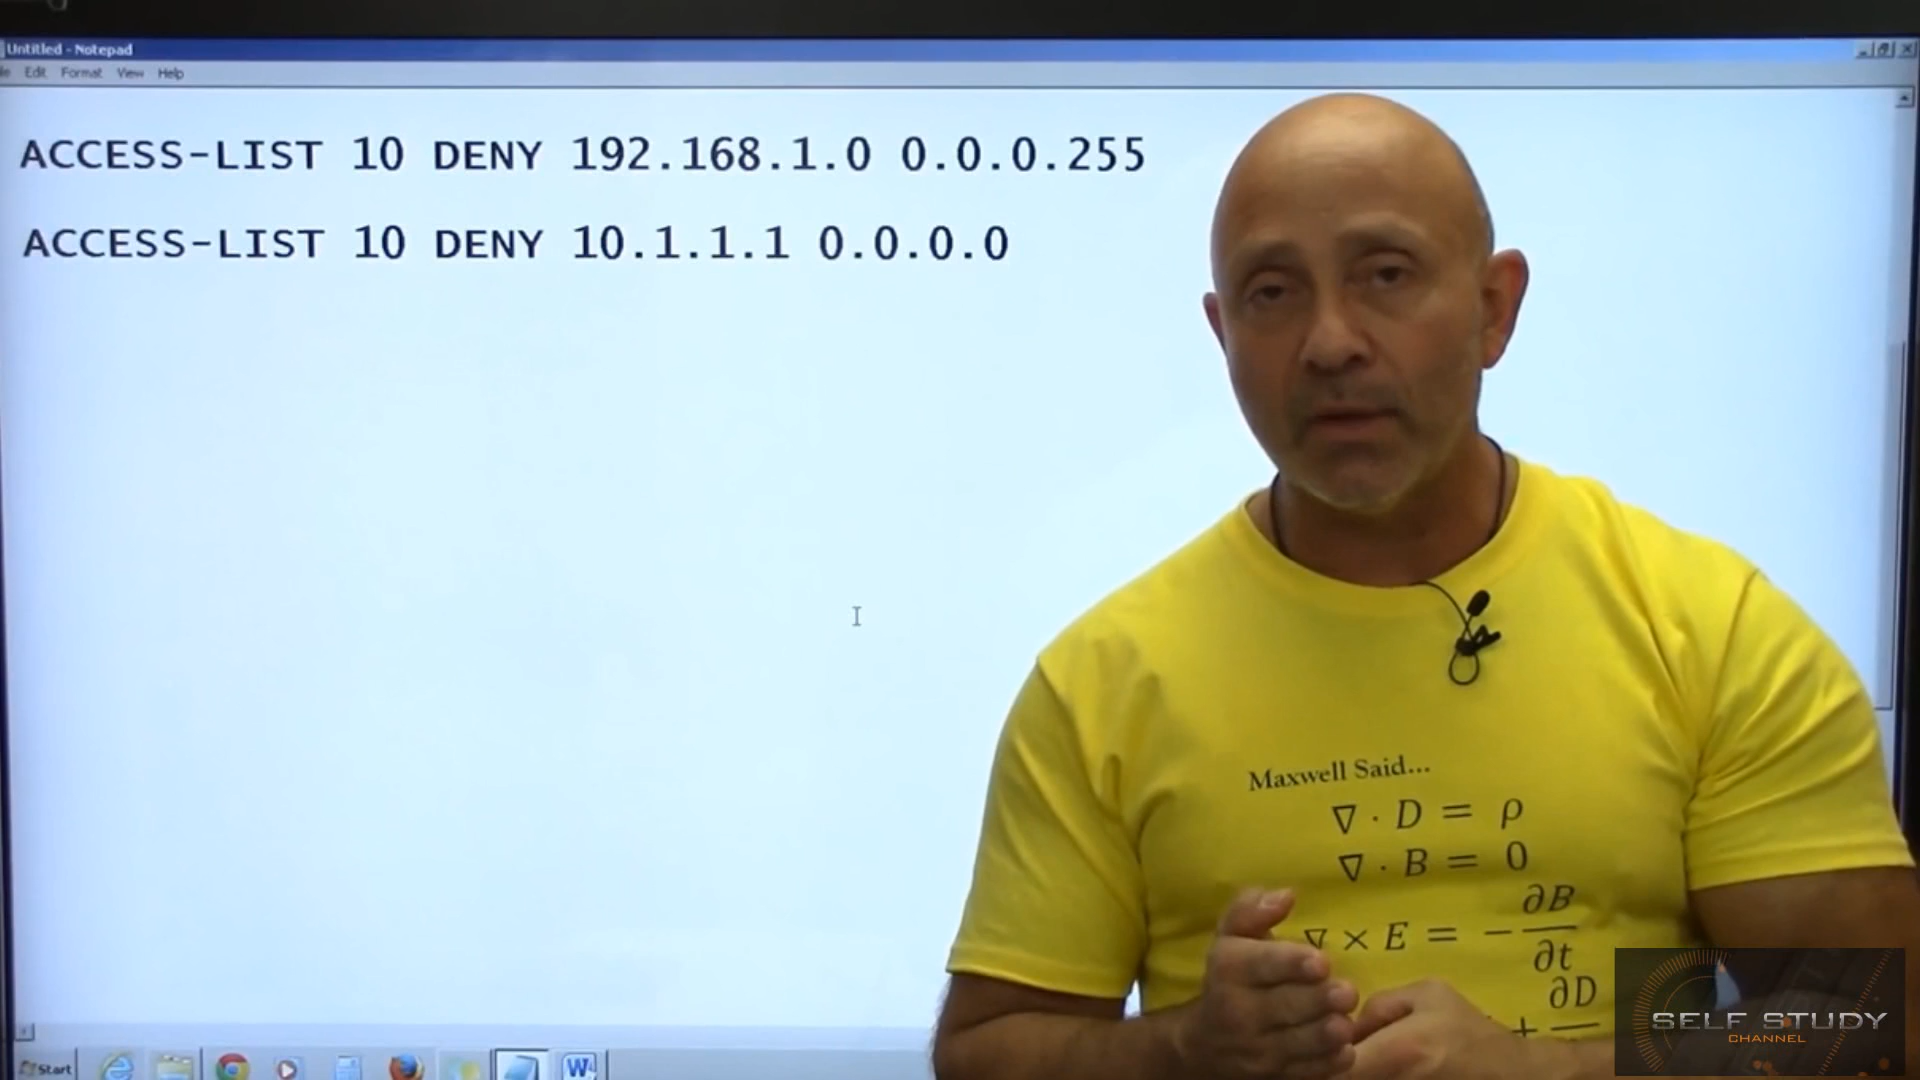 Untitled - Notepad
Edit Format View Help
ACCESS-LIST 10 DENY 192.168.1.0 0.0.0.255
ACCESS-LIST 10 DENY 10.1.1.1 0.0.0.0
Maxwell Said...
∇ · D = ρ
∇ · B = 0
∇ × E = - ∂B/∂t
+ ∂D
SELF STUDY
CHANNEL
Start